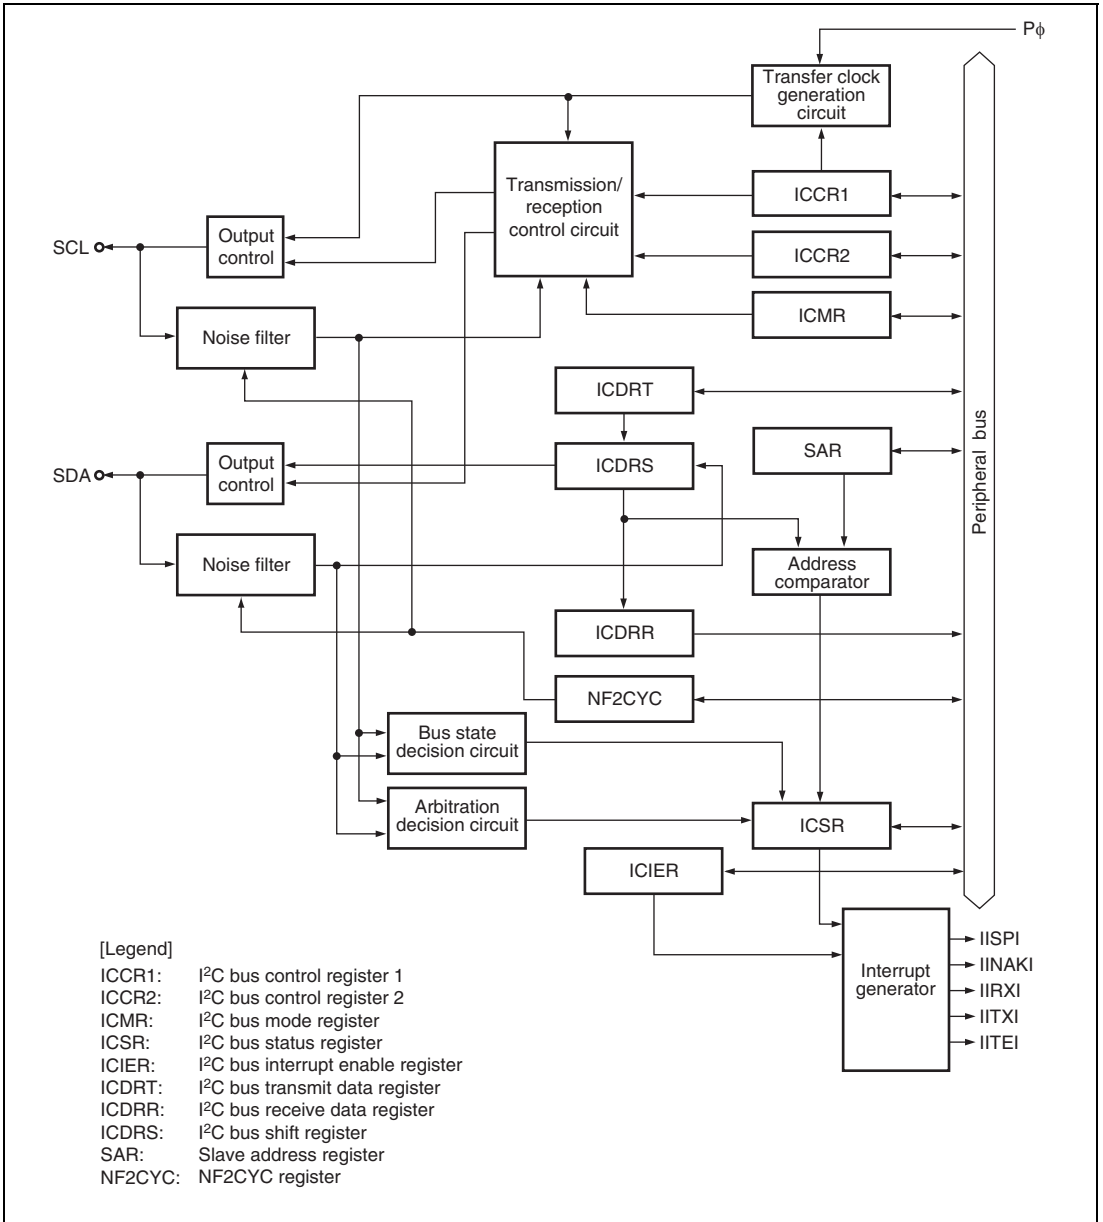 Pϕ
Transfer clock
generation
circuit
Transmission/
reception
control circuit
ICCR1
Output
control
SCL
ICCR2
ICMR
Noise filter
ICDRT
Peripheral bus
SAR
Output
control
ICDRS
SDA
Noise filter
Address
comparator
ICDRR
NF2CYC
Bus state
decision circuit
Arbitration
decision circuit
ICSR
ICIER
Interrupt
generator
IISPI
IINAKI
IIRXI
IITXI
IITEI
[Legend]
ICCR1: I²C bus control register 1
ICCR2: I²C bus control register 2
ICMR: I²C bus mode register
ICSR: I²C bus status register
ICIER: I²C bus interrupt enable register
ICDRT: I²C bus transmit data register
ICDRR: I²C bus receive data register
ICDRS: I²C bus shift register
SAR: Slave address register
NF2CYC: NF2CYC register